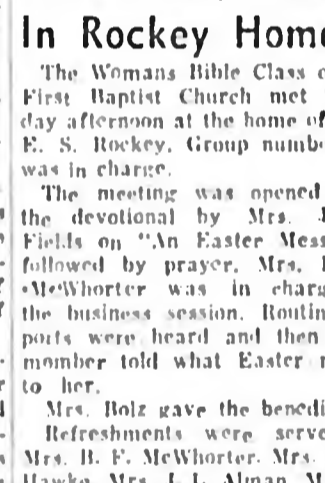 In Rockey Home
The Womans Bible Class
First Baptist Church met
day afternoon at the home of
E. S. Rockey. Group numbe
was in charge.
The meeting was opened
the devotional by Mrs.
Fields on "An Easter Mess
followed by prayer. Mrs.
McWhorter was in charg
the business session. Routin
ports were heard and then
member told what Easter
to her.
Mrs. Bolz gave the benedi
Refreshments were serve
Mrs. B. F. McWhorter. Mrs.
Hawke. Mrs. J. L. Alman. M